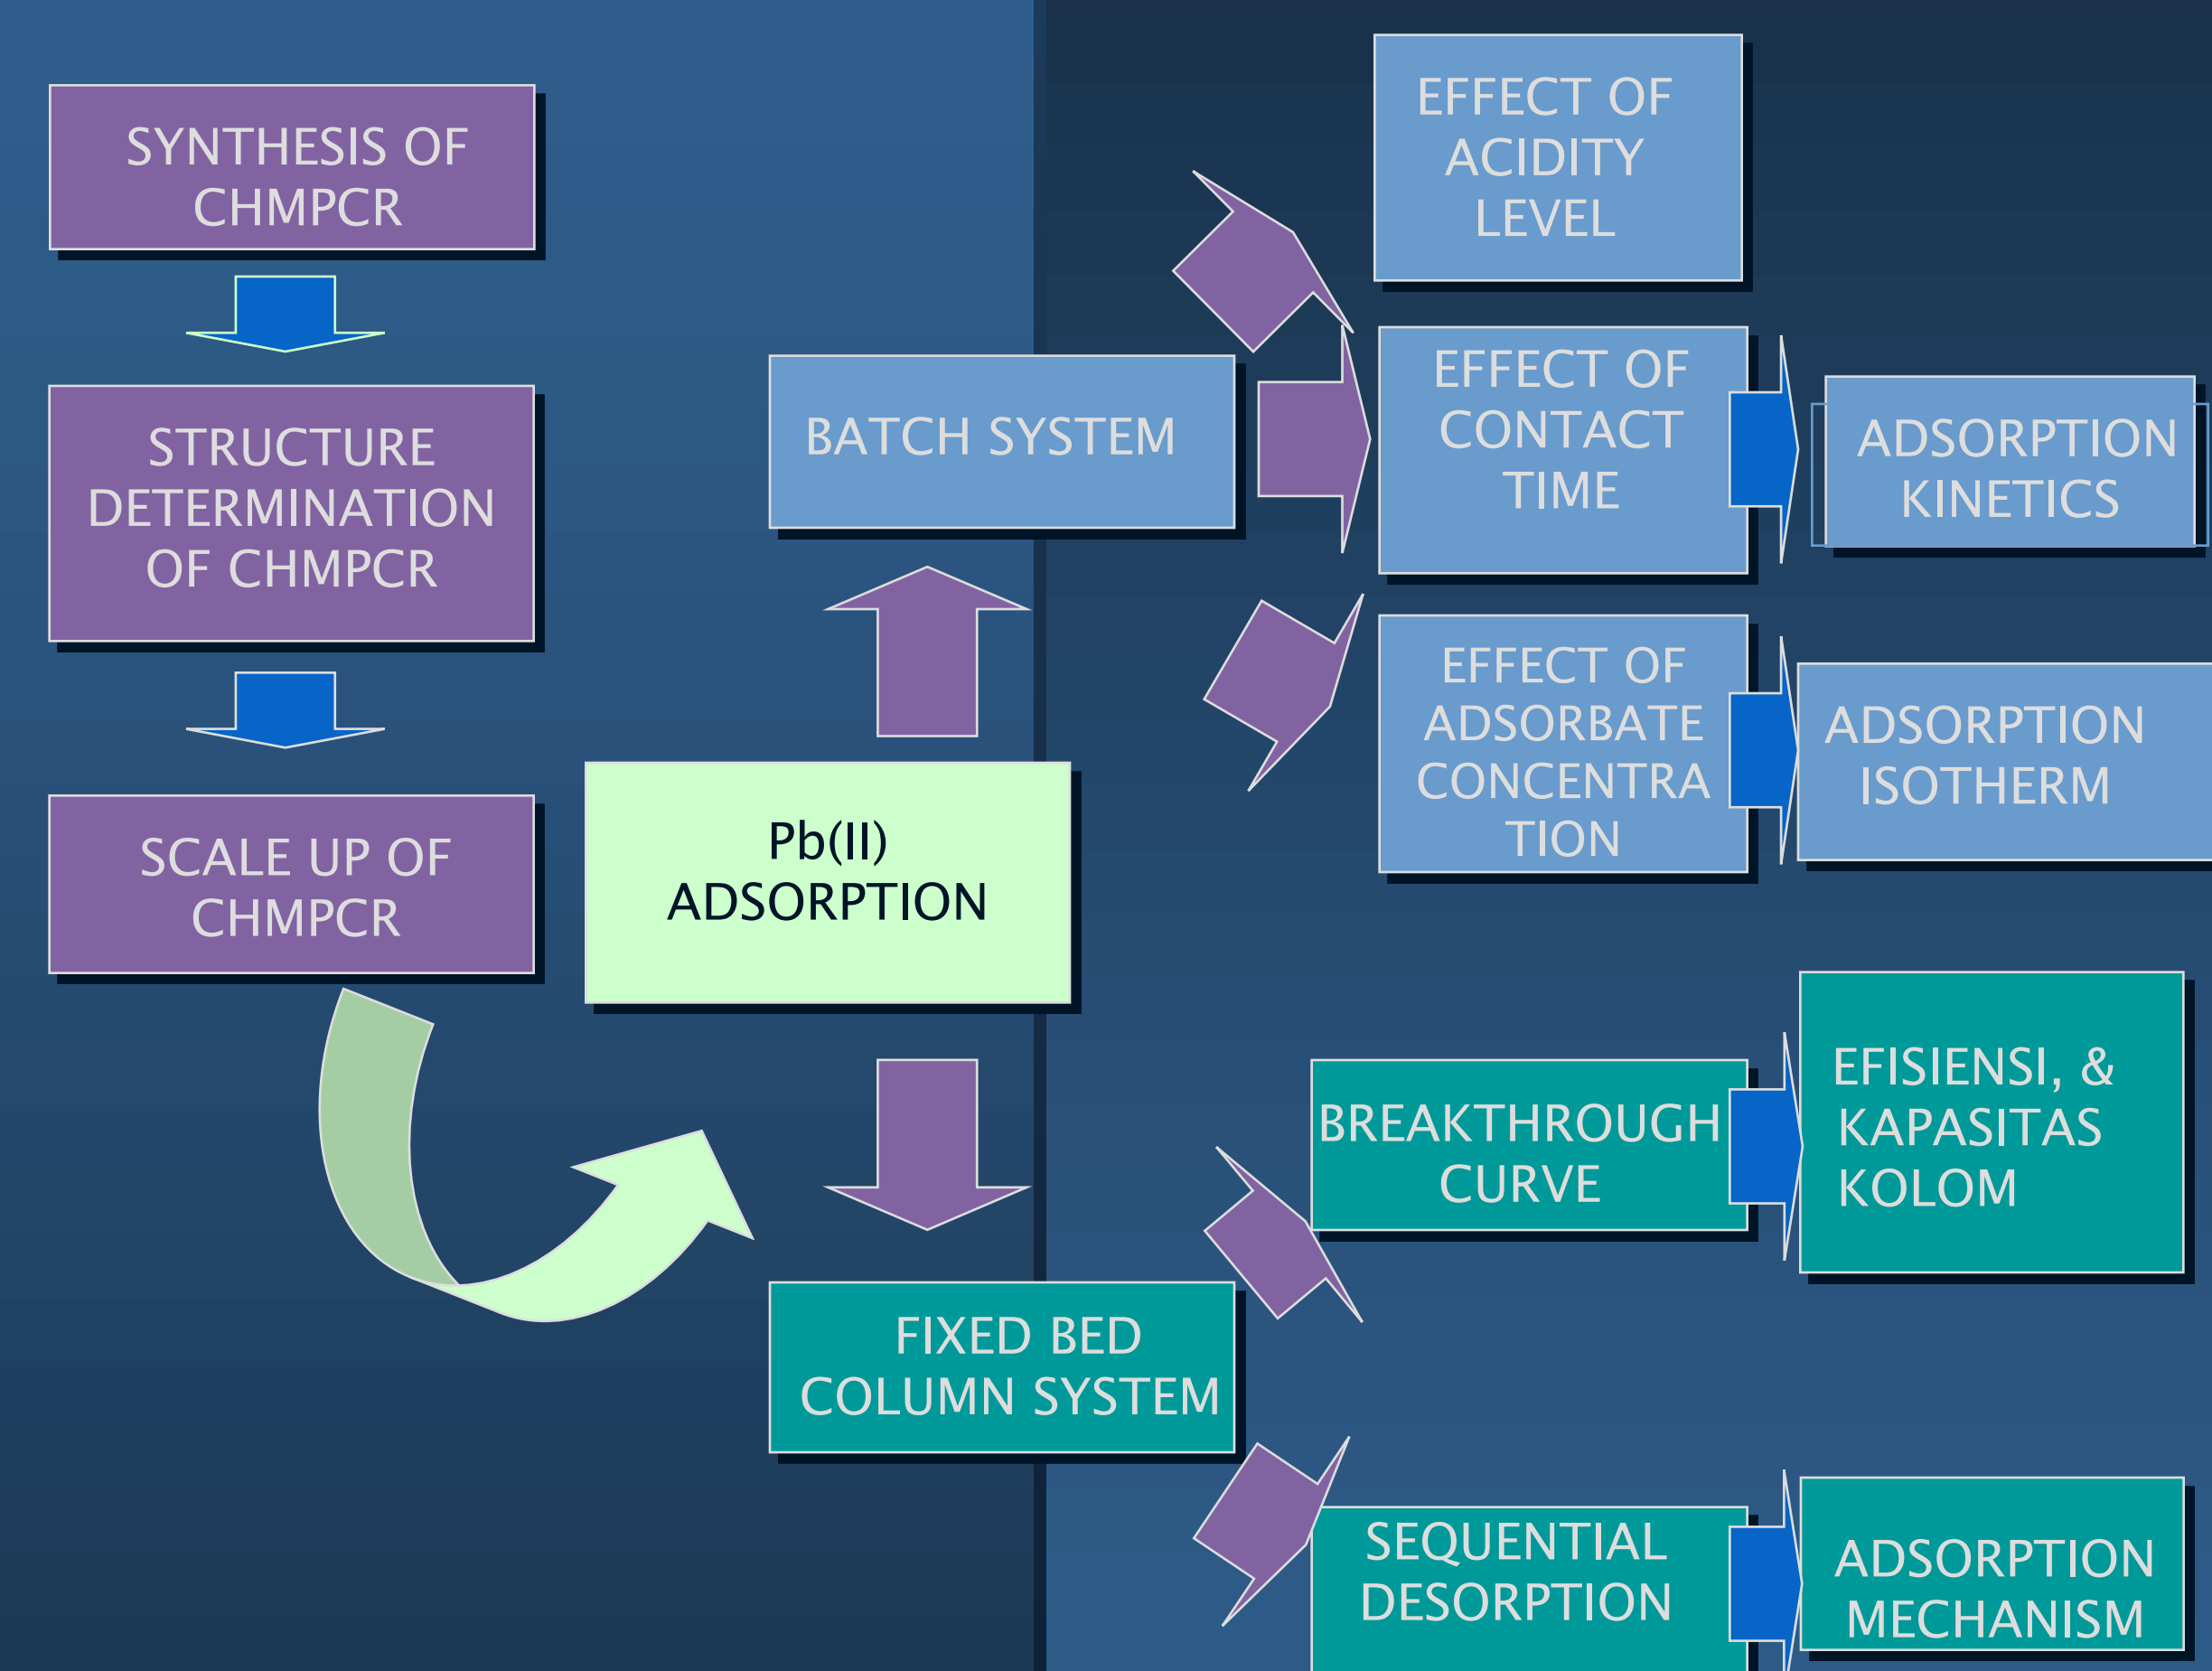 SYNTHESIS OF
CHMPCR
STRUCTURE
DETERMINATION
OF CHMPCR
SCALE UP OF
CHMPCR
Pb(II)
ADSORPTION
BATCH SYSTEM
EFFECT OF
ACIDITY
LEVEL
EFFECT OF
CONTACT
TIME
ADSORPTION
KINETICS
EFFECT OF
ADSORBATE
CONCENTRA
TION
ADSORPTION
ISOTHERM
FIXED BED
COLUMN SYSTEM
BREAKTHROUGH
CURVE
EFISIENSI, &
KAPASITAS
KOLOM
SEQUENTIAL
DESORPTION
ADSORPTION
MECHANISM